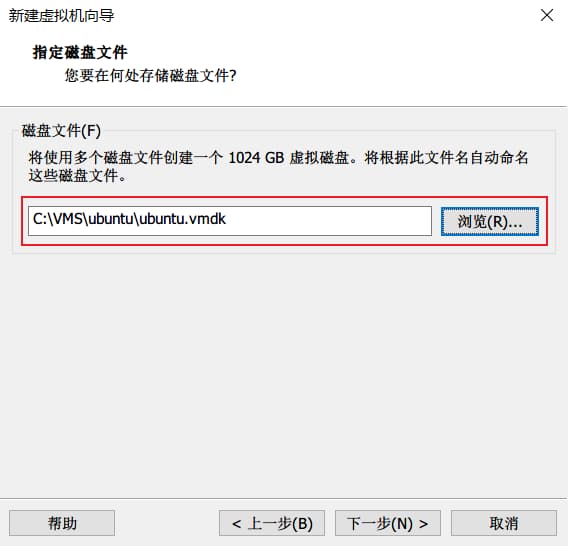 新建虚拟机向导
指定磁盘文件
您要在何处存储磁盘文件?
磁盘文件(F)
将使用多个磁盘文件创建一个 1024 GB 虚拟磁盘。将根据此文件名自动命名
这些磁盘文件。
C:\VMS\ubuntu\ubuntu.vmdk
浏览(R)...
帮助
< 上一步(B)
下一步(N) >
取消